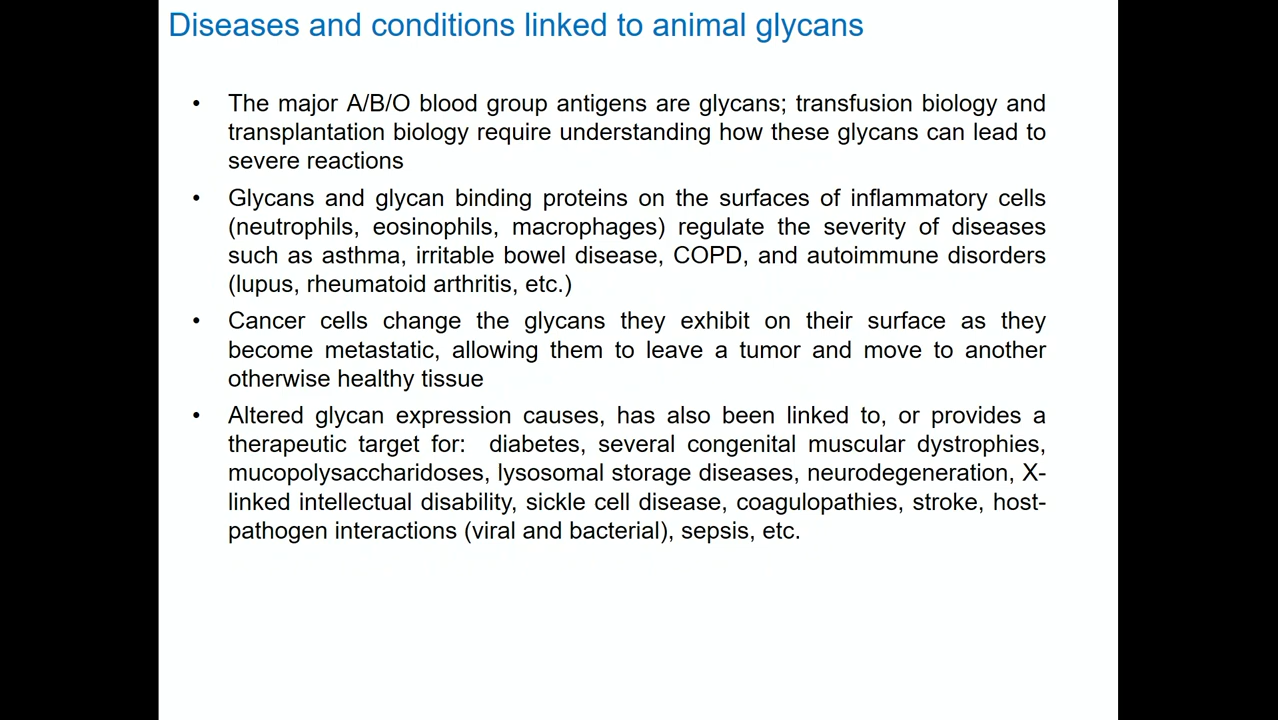 Diseases and conditions linked to animal glycans
• The major A/B/O blood group antigens are glycans; transfusion biology and
transplantation biology require understanding how these glycans can lead to
severe reactions
• Glycans and glycan binding proteins on the surfaces of inflammatory cells
(neutrophils, eosinophils, macrophages) regulate the severity of diseases
such as asthma, irritable bowel disease, COPD, and autoimmune disorders
(lupus, rheumatoid arthritis, etc.)
• Cancer cells change the glycans they exhibit on their surface as they
become metastatic, allowing them to leave a tumor and move to another
otherwise healthy tissue
• Altered glycan expression causes, has also been linked to, or provides a
therapeutic target for:  diabetes, several congenital muscular dystrophies,
mucopolysaccharidoses, lysosomal storage diseases, neurodegeneration, X-
linked intellectual disability, sickle cell disease, coagulopathies, stroke, host-
pathogen interactions (viral and bacterial), sepsis, etc.